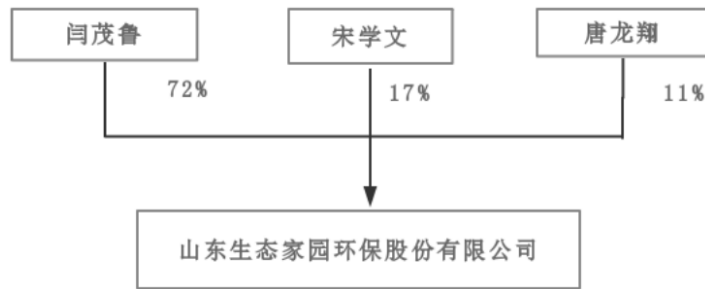 闫茂鲁
宋学文
唐龙翔
72%
17%
11%
山东生态家园环保股份有限公司